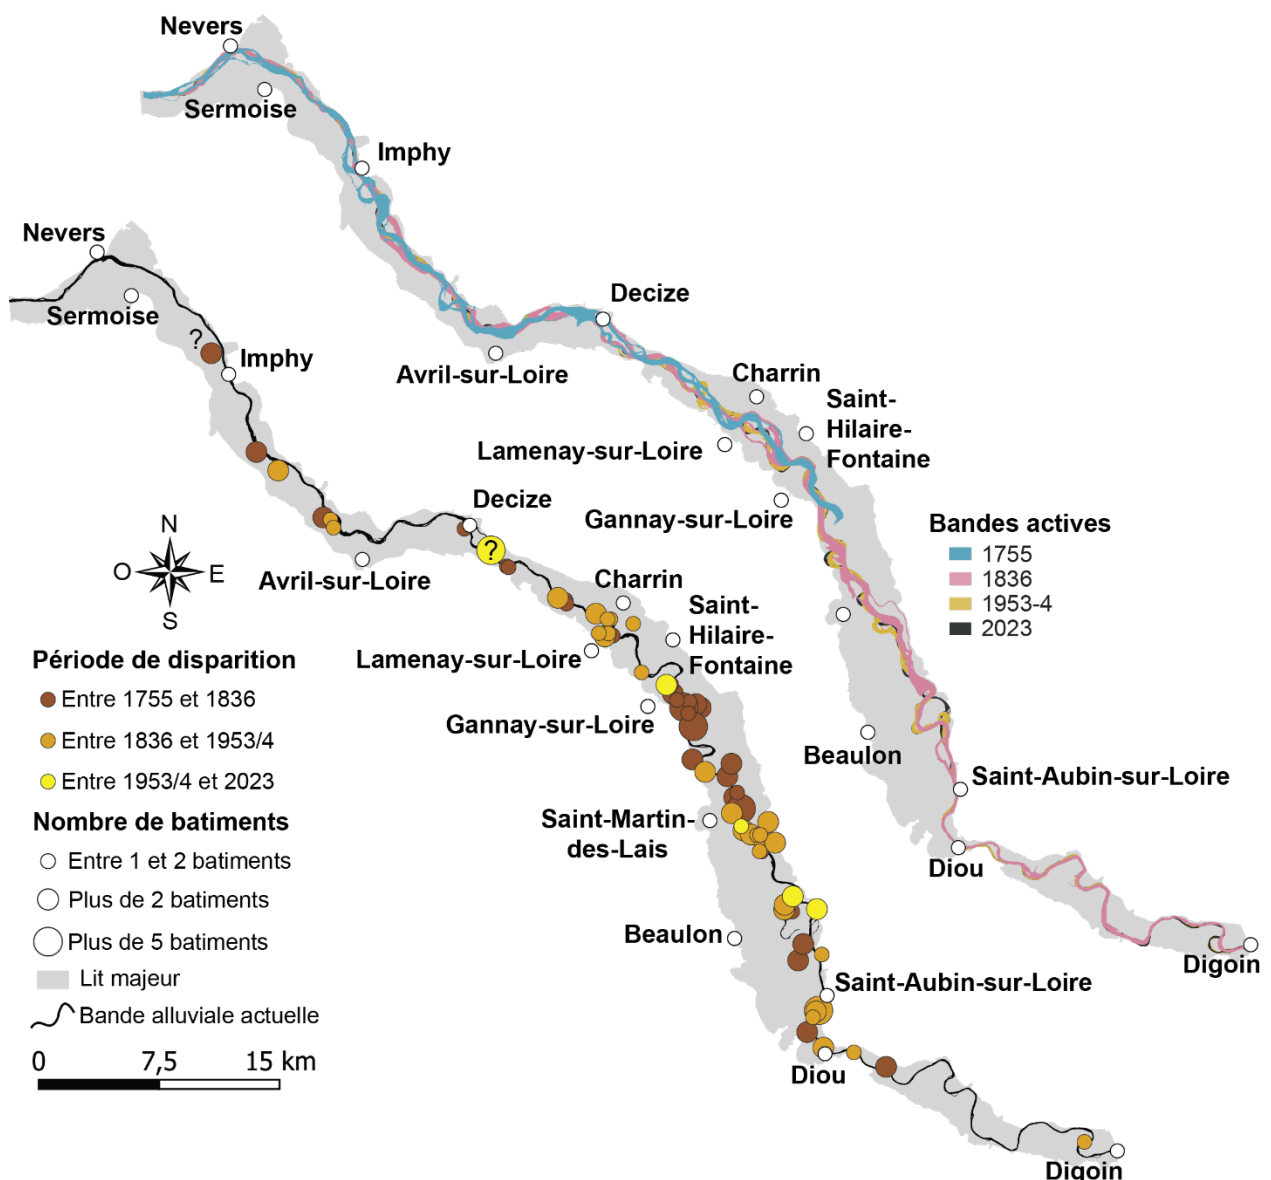 Nevers
Sermoise
Imphy
Decize
Avril-sur-Loire
Charrin
Saint-
Hilaire-
Fontaine
Lamenay-sur-Loire
Gannay-sur-Loire
Beaulon
Saint-Aubin-sur-Loire
Diou
Digoin
Bandes actives
1755
1836
1953-4
2023
Nevers
Sermoise
?
Imphy
Decize
?
Avril-sur-Loire
Charrin
Saint-
Hilaire-
Fontaine
Lamenay-sur-Loire
Gannay-sur-Loire
Saint-Martin-
des-Lais
Beaulon
Saint-Aubin-sur-Loire
Diou
Digoin
N
O
E
S
Période de disparition
Entre 1755 et 1836
Entre 1836 et 1953/4
Entre 1953/4 et 2023
Nombre de batiments
Entre 1 et 2 batiments
Plus de 2 batiments
Plus de 5 batiments
Lit majeur
Bande alluviale actuelle
0 7,5 15 km